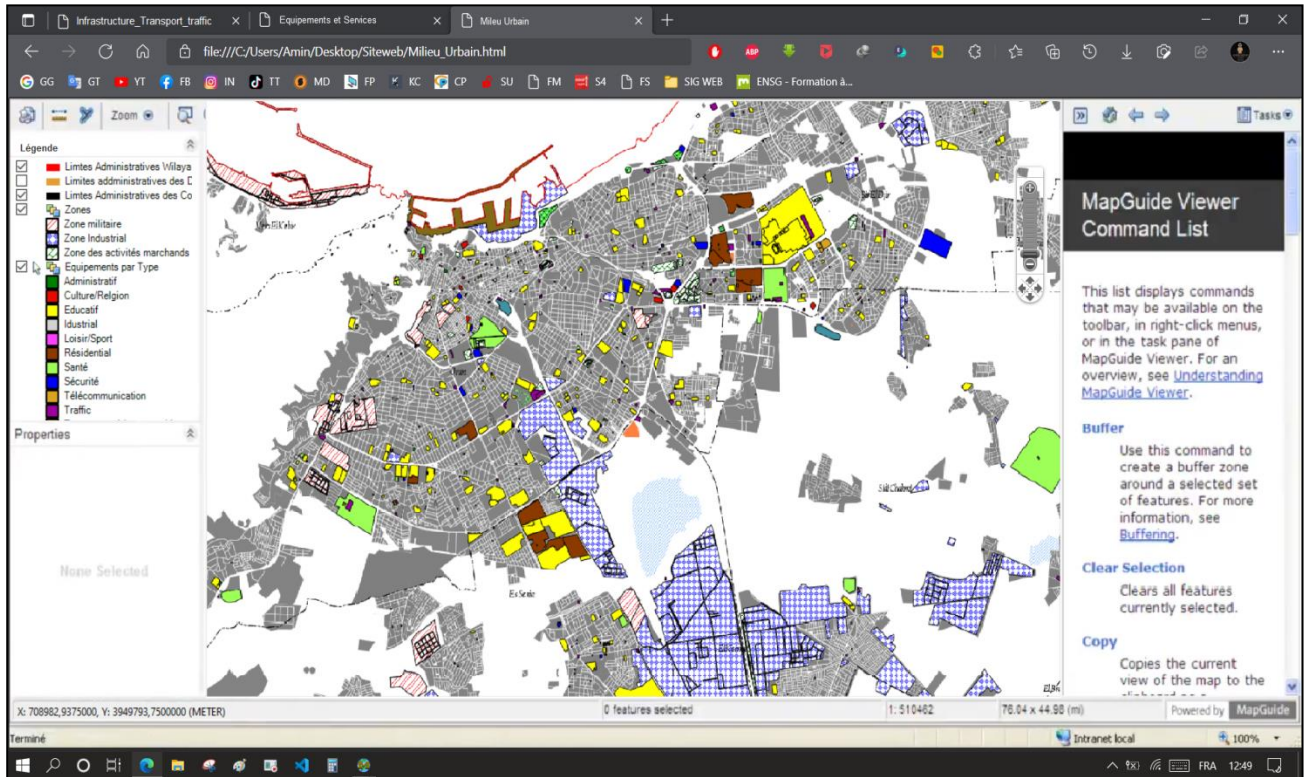 Infrastructure_Transport_traffic
Equipements et Services
Mileu Urbain
file:///C:/Users/Amin/Desktop/Siteweb/Milieu_Urbain.html
ABP
GG GT YT FB IN TT MD FP KC CP SU FM S4 FS SIG WEB ENSG - Formation à...
Zoom
Tasks
Légende
Limtes Administratives Wilaya
Limites addministratives des D
Limtes Administratives des Co
Zones
Zone militaire
Zone Industrial
Zone des activités marchands
Equipements par Type
Administratif
Culture/Religion
Educatif
Idustrial
Loisir/Sport
Résidential
Santé
Sécurité
Télécommunication
Traffic
Properties
None Selected
Oran
Sidi Chahmi
Es Senia
MapGuide Viewer
Command List
This list displays commands
that may be available on the
toolbar, in right-click menus,
or in the task pane of
MapGuide Viewer. For an
overview, see Understanding
MapGuide Viewer.
Buffer
Use this command to
create a buffer zone
around a selected set
of features. For more
information, see
Buffering.
Clear Selection
Clears all features
currently selected.
Copy
Copies the current
view of the map to the
X: 708982,9375000, Y: 3949793,7500000 (METER)
0 features selected
1: 510462
76.04 x 44.98 (mi)
Powered by MapGuide
Terminé
Intranet local
100%
FRA 12:49